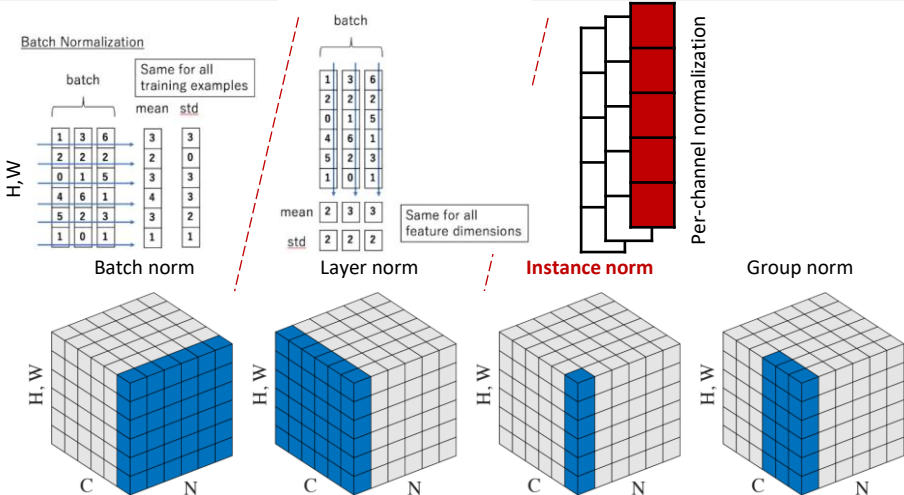 Batch Normalization
batch
Same for all
training examples
mean std
H,W
1 3 6 3 3
2 2 2 2 0
0 1 5 3 3
4 6 1 4 3
5 2 3 3 2
1 0 1 1 1
Batch norm
batch
1 3 6
2 2 2
0 1 5
4 6 1
5 2 3
1 0 1
mean 2 3 3
std 2 2 2
Same for all
feature dimensions
Layer norm
Per-channel normalization
Instance norm
Group norm
H, W
C
N
H, W
C
N
H, W
C
N
H, W
C
N